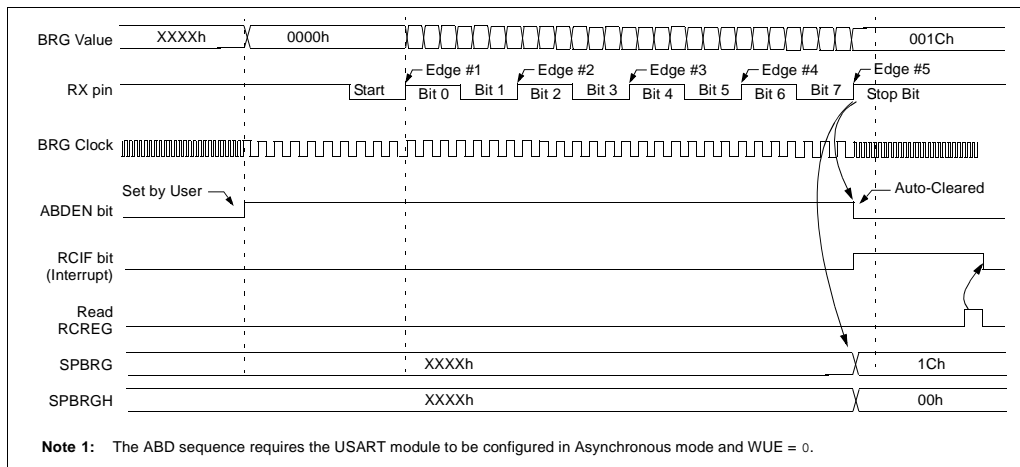 BRG Value XXXXh 0000h 001Ch
Edge #1 Edge #2 Edge #3 Edge #4 Edge #5
RX pin Start Bit 0 Bit 1 Bit 2 Bit 3 Bit 4 Bit 5 Bit 6 Bit 7 Stop Bit
BRG Clock
Set by User Auto-Cleared
ABDEN bit
RCIF bit
(Interrupt)
Read
RCREG
SPBRG XXXXh 1Ch
SPBRGH XXXXh 00h
Note 1: The ABD sequence requires the USART module to be configured in Asynchronous mode and WUE = 0.